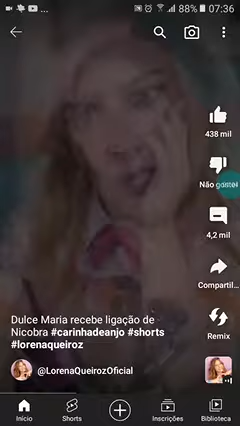 88% 07:36
438 mil
Não gostei
4,2 mil
Compartil...
Dulce Maria recebe ligação de
Nicobra #carinhadeanjo #shorts
#lorenaqueiroz
Remix
@LorenaQueirozOficial
Início
Shorts
Inscrições
Biblioteca